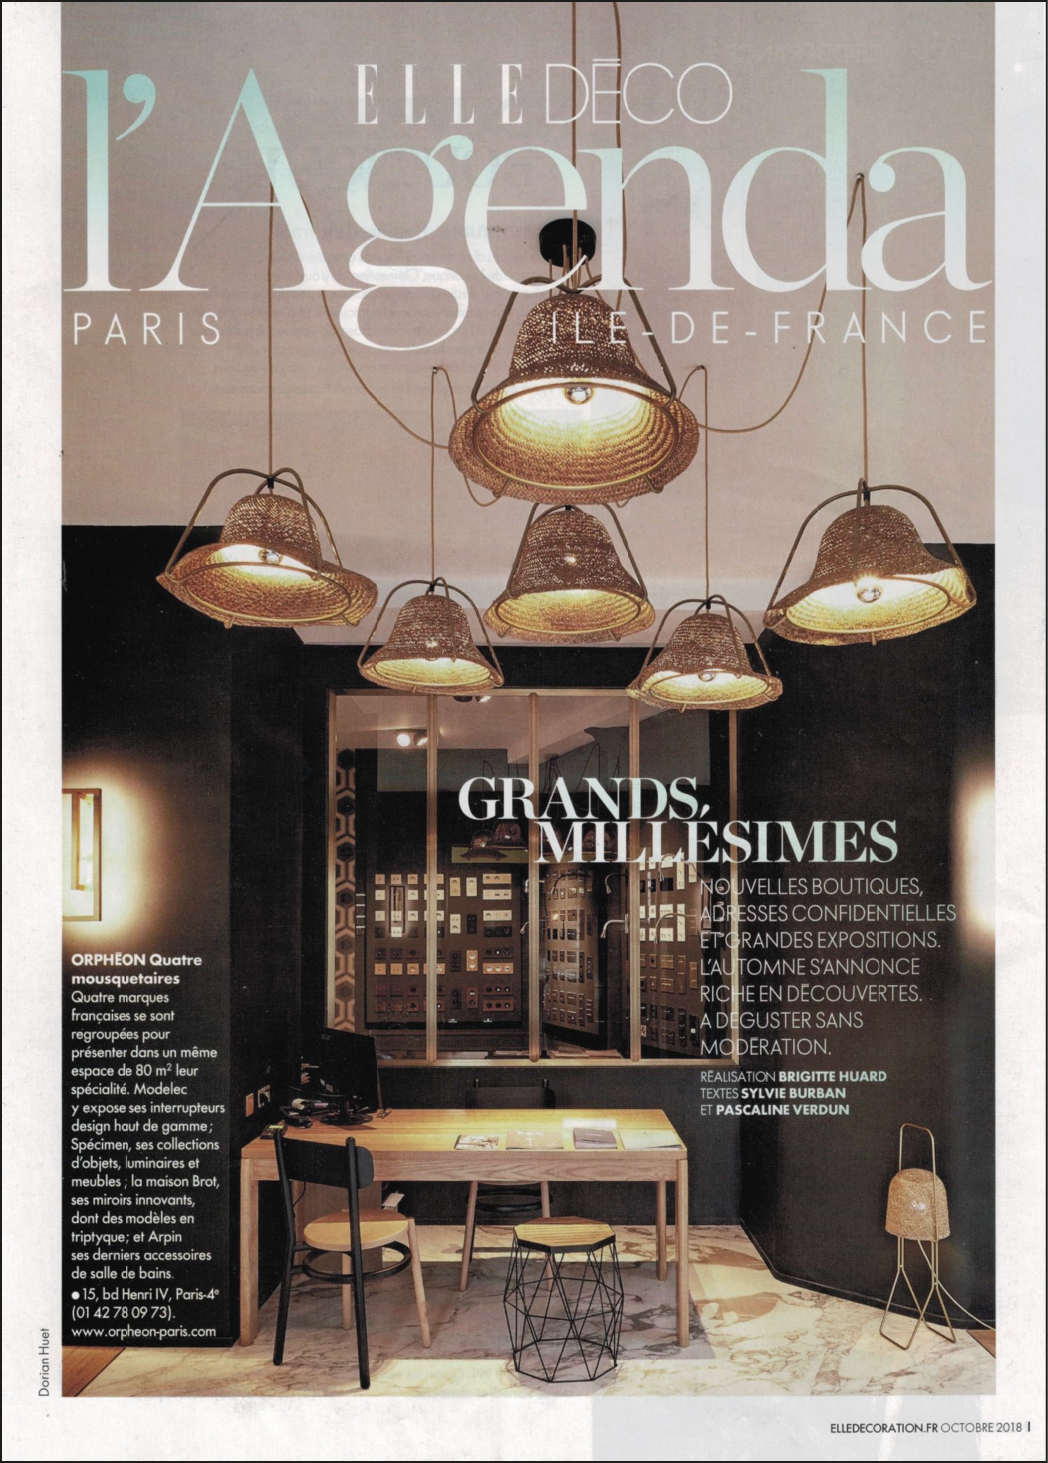 ELLE DÉCO
l'Agenda
PARIS ILE-DE-FRANCE
GRANDS
MILLÉSIMES
NOUVELLES BOUTIQUES,
ADRESSES CONFIDENTIELLES
ET GRANDES EXPOSITIONS.
L'AUTOMNE S'ANNONCE
RICHE EN DÉCOUVERTES.
A DÉGUSTER SANS
MODÉRATION.
RÉALISATION BRIGITTE HUARD
TEXTES SYLVIE BURBAN
ET PASCALINE VERDUN
ORPHÉON Quatre
mousquetaires
Quatre marques
françaises se sont
regroupées pour
présenter dans un même
espace de 80 m² leur
spécialité. Modelec
y expose ses interrupteurs
design haut de gamme ;
Spécimen, ses collections
d'objets, luminaires et
meubles ; la maison Brot,
ses miroirs innovants,
dont des modèles en
triptyque ; et Arpin
ses derniers accessoires
de salle de bains.
● 15, bd Henri IV, Paris-4e
(01 42 78 09 73).
www.orpheon-paris.com
Dorian Huet
ELLEDECORATION.FR OCTOBRE 2018 I